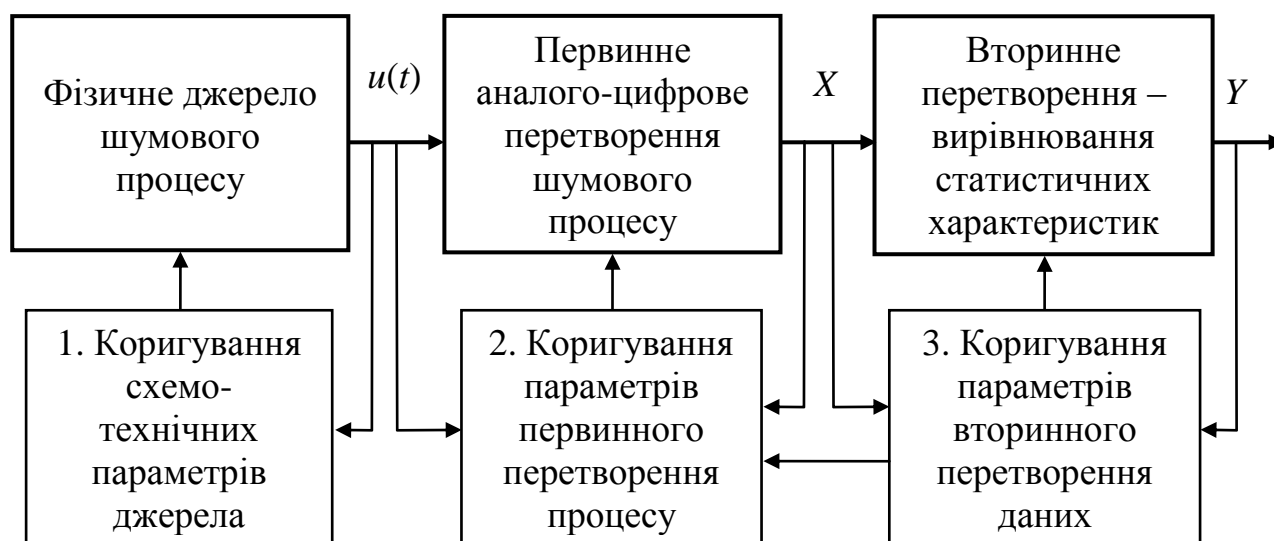 Фізичне джерело
шумового
процесу
u(t)
Первинне
аналого-цифрове
перетворення
шумового
процесу
X
Вторинне
перетворення –
вирівнювання
статистичних
характеристик
Y
1. Коригування
схемо-
технічних
параметрів
джерела
2. Коригування
параметрів
первинного
перетворення
процесу
3. Коригування
параметрів
вторинного
перетворення
даних